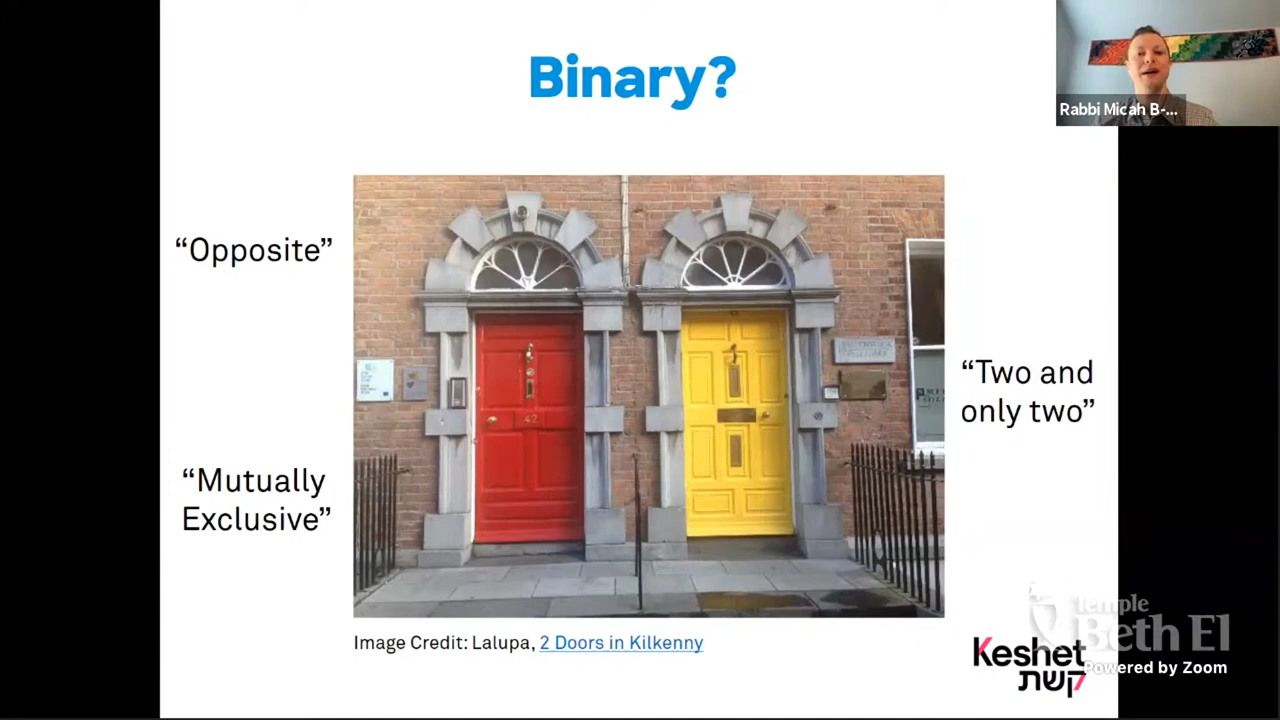 Binary?
Rabbi Micah B-...
“Opposite”
“Two and
only two”
“Mutually
Exclusive”
42
Image Credit: Lalupa, 2 Doors in Kilkenny
Keshet
קשת
Temple
Beth El
Powered by Zoom